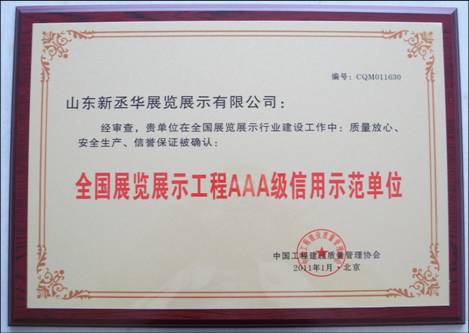 编号：CQM011630
山东新丞华展览展示有限公司：
经审查，贵单位在全国展览展示行业建设工作中：质量放心、
安全生产、信誉保证被确认：
全国展览展示工程AAA级信用示范单位
中国工程建设质量管理协会
2011年1月·北京